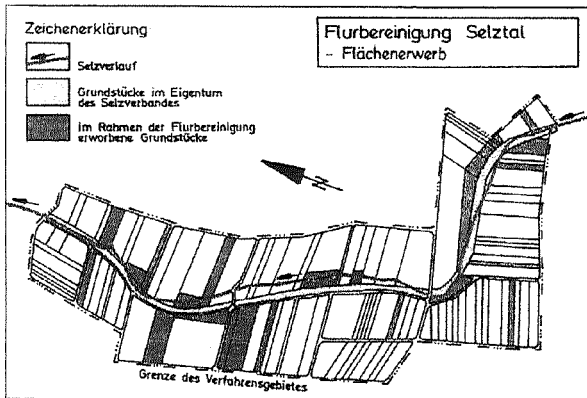 Zeichenerklärung
Flurbereinigung Selztal
- Flächenerwerb
Selzverlauf
Grundstücke im Eigentum
des Selzverbandes
Im Rahmen der Flurbereinigung
erworbene Grundstücke
N
Grenze des Verfahrensgebietes